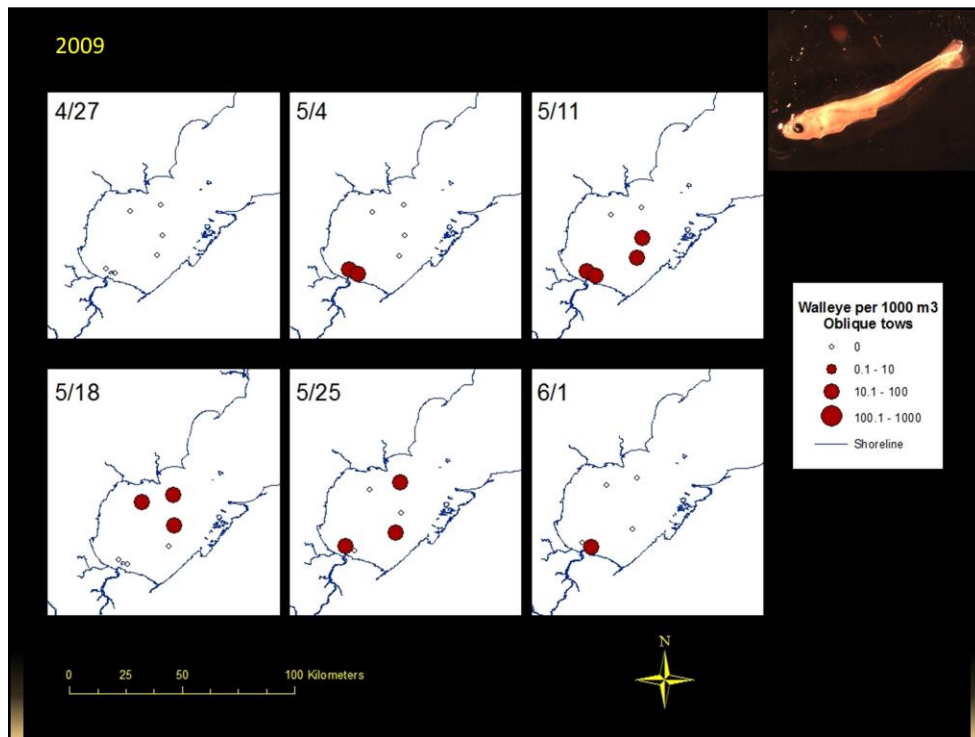 2009
4/27
5/4
5/11
5/18
5/25
6/1
Walleye per 1000 m3
Oblique tows
0
0.1 - 10
10.1 - 100
100.1 - 1000
Shoreline
0 25 50 100 Kilometers
N